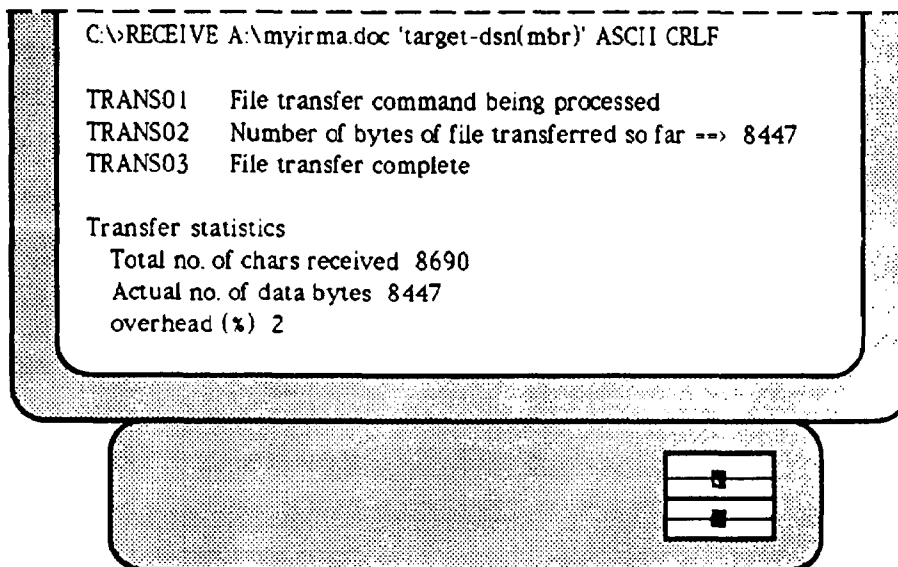 C:\>RECEIVE A:\myirma.doc 'target-dsn(mbr)' ASCII CRLF
TRANS01 File transfer command being processed
TRANS02 Number of bytes of file transferred so far ==> 8447
TRANS03 File transfer complete
Transfer statistics
Total no. of chars received 8690
Actual no. of data bytes 8447
overhead (%) 2